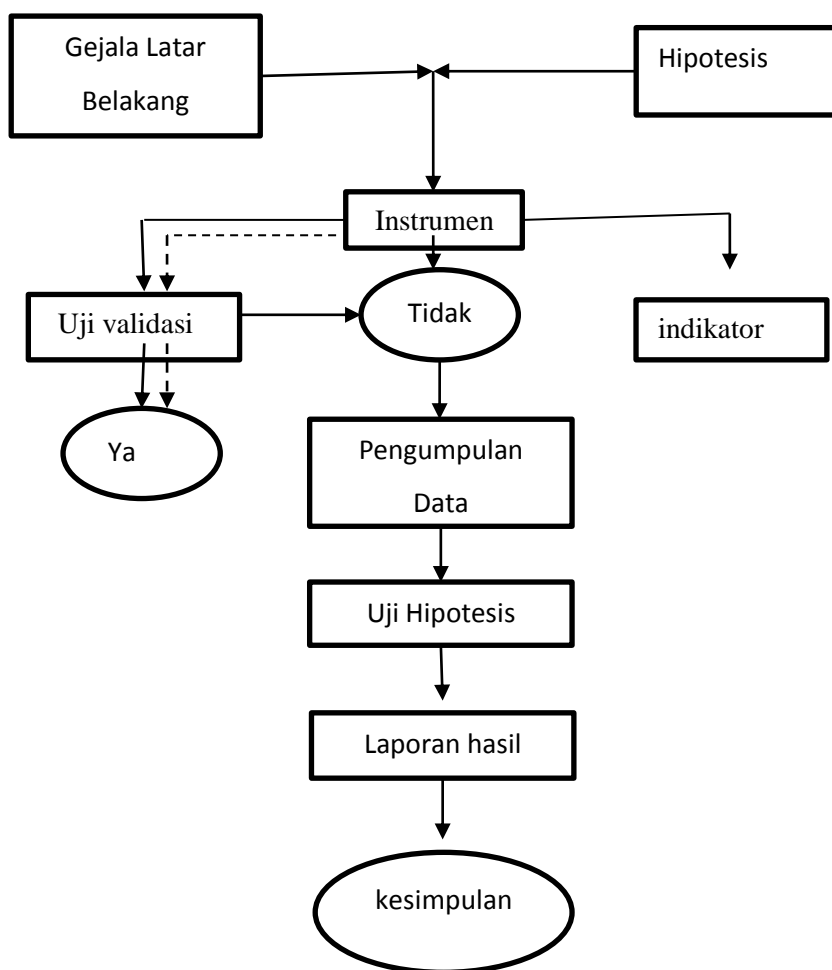 Gejala Latar
Belakang
Hipotesis
Instrumen
Uji validasi
Tidak
indikator
Ya
Pengumpulan
Data
Uji Hipotesis
Laporan hasil
kesimpulan